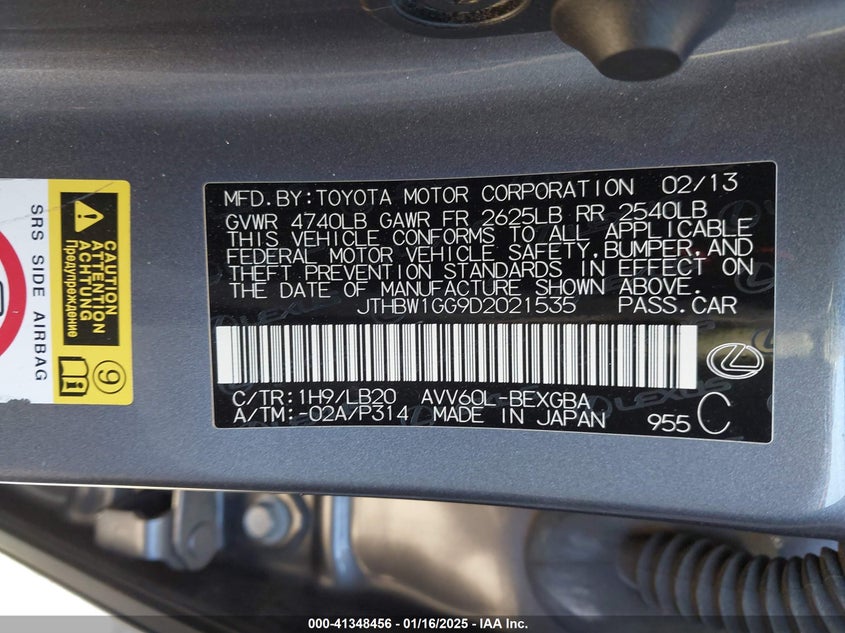 SRS SIDE AIRBAG
CAUTION
ATTENTION
ACHTUNG
Предупреждение
9
MFD.BY:TOYOTA MOTOR CORPORATION 02/13
GVWR 4740LB GAWR FR 2625LB RR 2540LB
THIS VEHICLE CONFORMS TO ALL APPLICABLE
FEDERAL MOTOR VEHICLE SAFETY,BUMPER,AND
THEFT PREVENTION STANDARDS IN EFFECT ON
THE DATE OF MANUFACTURE SHOWN ABOVE.
JTHBW1GG9D2021535 PASS.CAR
C/TR:1H9/LB20 AVV60L-BEXGBA
A/TM:-02A/P314 MADE IN JAPAN 955 C
LEXUS
000-41348456 - 01/16/2025 - IAA Inc.